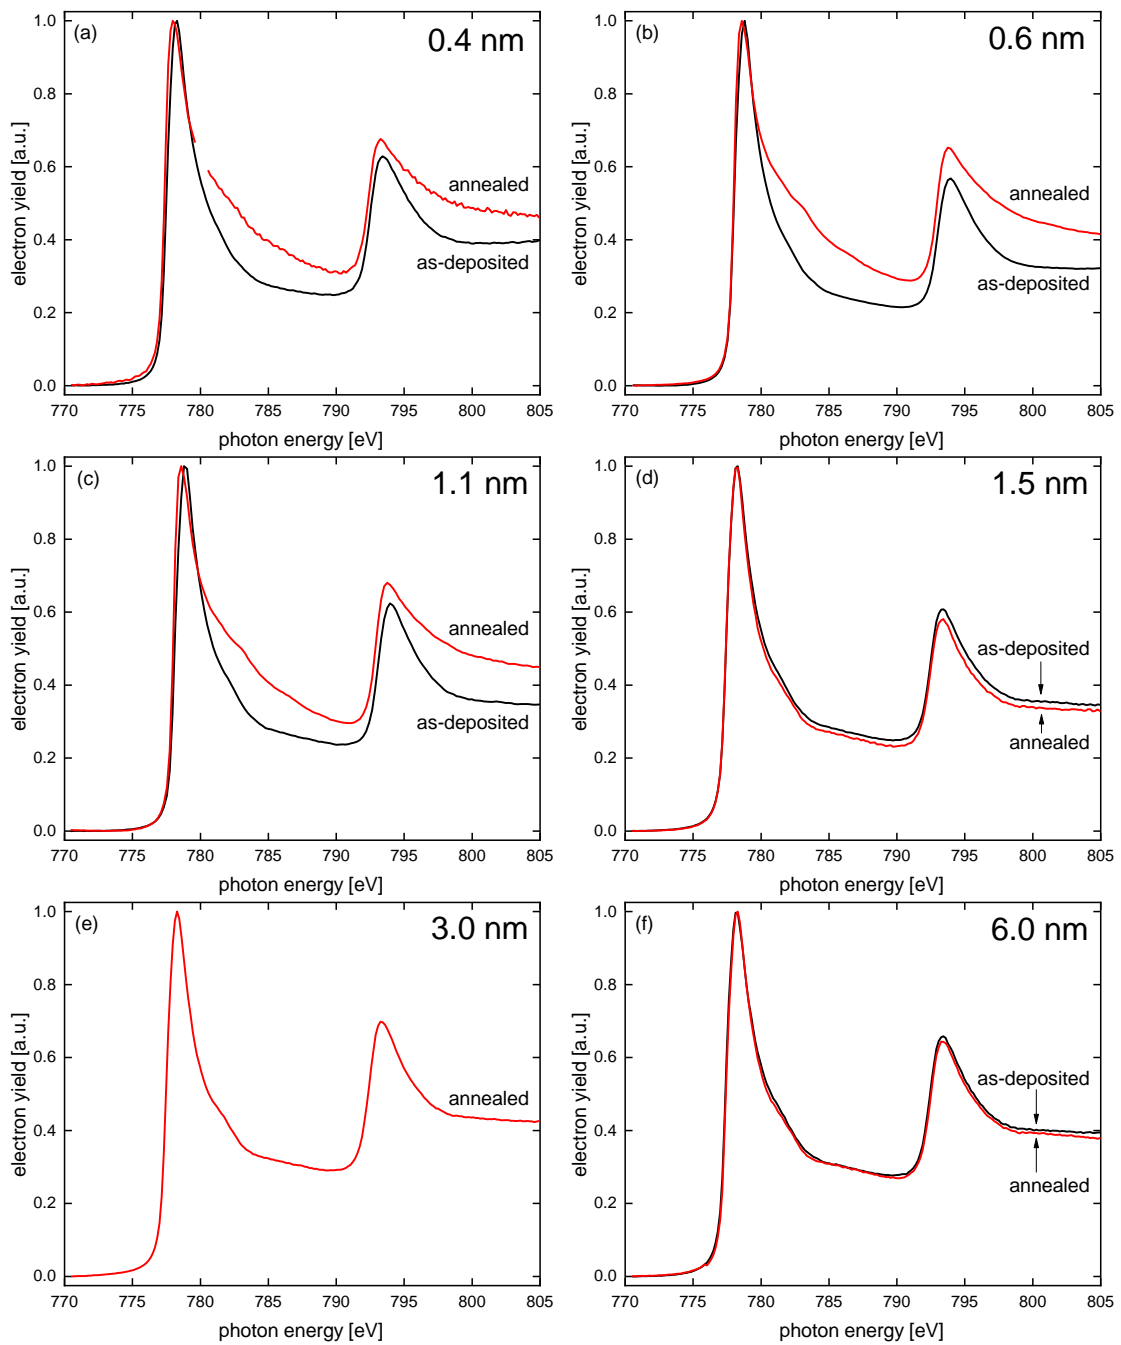 (a)
0.4 nm
1.0
0.8
0.6
0.4
0.2
0.0
electron yield [a.u.]
annealed
as-deposited
770 775 780 785 790 795 800 805
photon energy [eV]
(b)
0.6 nm
1.0
0.8
0.6
0.4
0.2
0.0
electron yield [a.u.]
annealed
as-deposited
770 775 780 785 790 795 800 805
photon energy [eV]
(c)
1.1 nm
1.0
0.8
0.6
0.4
0.2
0.0
electron yield [a.u.]
annealed
as-deposited
770 775 780 785 790 795 800 805
photon energy [eV]
(d)
1.5 nm
1.0
0.8
0.6
0.4
0.2
0.0
electron yield [a.u.]
as-deposited
annealed
770 775 780 785 790 795 800 805
photon energy [eV]
(e)
3.0 nm
1.0
0.8
0.6
0.4
0.2
0.0
electron yield [a.u.]
annealed
770 775 780 785 790 795 800 805
photon energy [eV]
(f)
6.0 nm
1.0
0.8
0.6
0.4
0.2
0.0
electron yield [a.u.]
as-deposited
annealed
770 775 780 785 790 795 800 805
photon energy [eV]